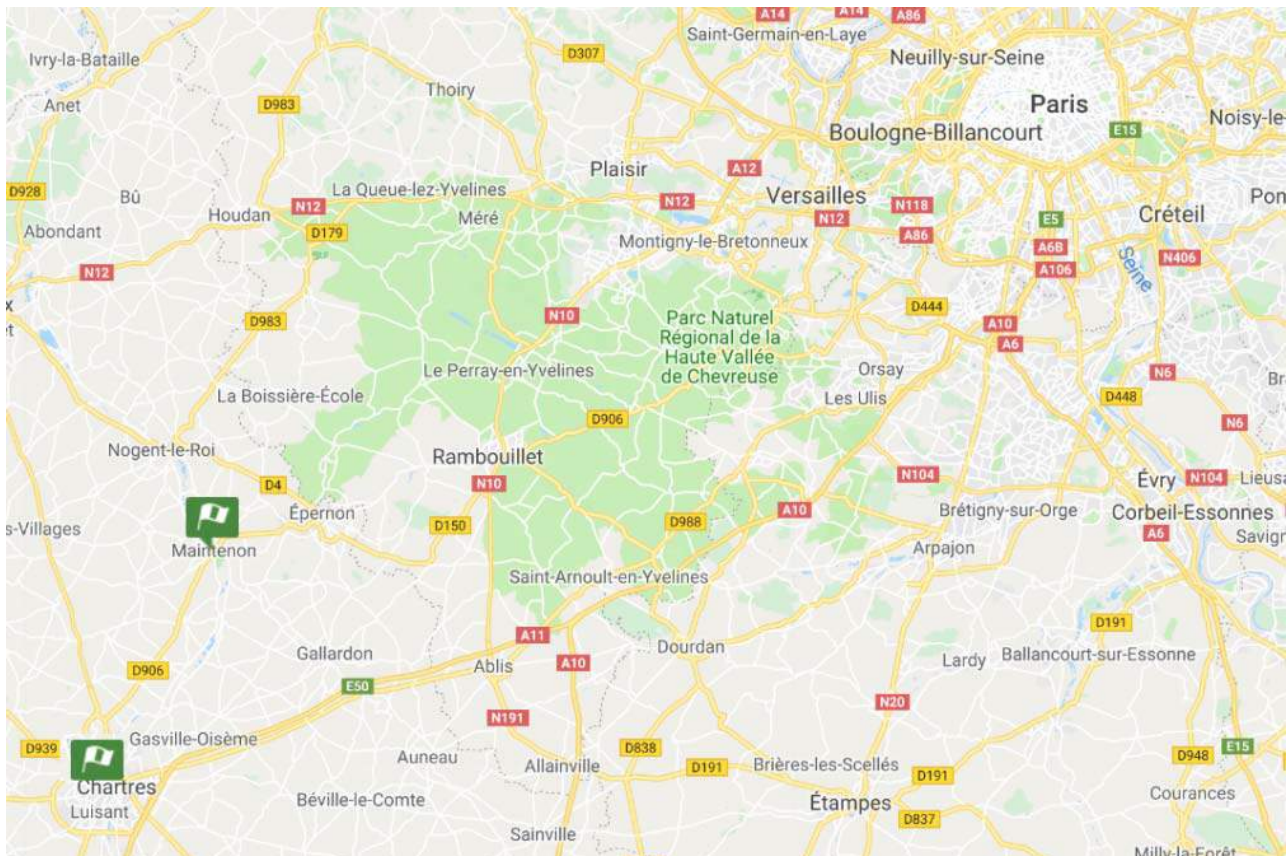 A14
A14
A86
Saint-Germain-en-Laye
Ivry-la-Bataille
D307
Neuilly-sur-Seine
Thoiry
Anet
D983
Paris
Noisy-le-
Boulogne-Billancourt
E15
Plaisir
A12
D928
Bû
La Queue-lez-Yvelines
Versailles
N12
N12
N118
Houdan
Méré
N12
E5
Créteil
Pon
Abondant
D179
Montigny-le-Bretonneux
A86
A6B
N406
N12
A106
Seine
D983
N10
Parc Naturel
Régional de la
Haute Vallée
de Chevreuse
D444
A10
A6
Le Perray-en-Yvelines
Orsay
N6
La Boissière-École
Les Ulis
D448
D906
N6
Nogent-le-Roi
Rambouillet
N104
Évry
N104
Lieusa
D4
N10
Épernon
D150
D988
A10
Brétigny-sur-Orge
Corbeil-Essonnes
s-Villages
A6
Savign
Maintenon
Arpajon
Saint-Arnoult-en-Yvelines
A11
D191
Gallardon
Dourdan
Ablis
A10
Lardy
Ballancourt-sur-Essonne
D906
E50
N20
N191
D939
Gasville-Oisème
D838
E15
Auneau
Allainville
D191
Brières-les-Scellés
D191
D948
Chartres
Béville-le-Comte
Étampes
Courances
Luisant
D837
Sainville
Milly-la-Forêt